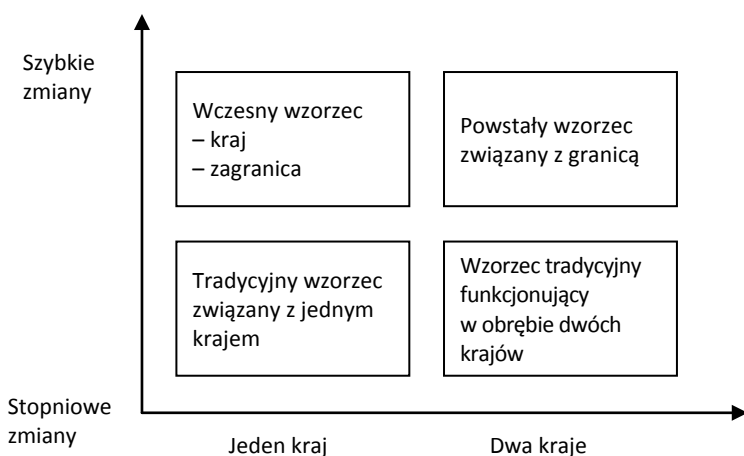 Szybkie
zmiany
Wczesny wzorzec
– kraj
– zagranica
Powstały wzorzec
związany z granicą
Tradycyjny wzorzec
związany z jednym
krajem
Wzorzec tradycyjny
funkcjonujący
w obrębie dwóch
krajów
Stopniowe
zmiany
Jeden kraj
Dwa kraje